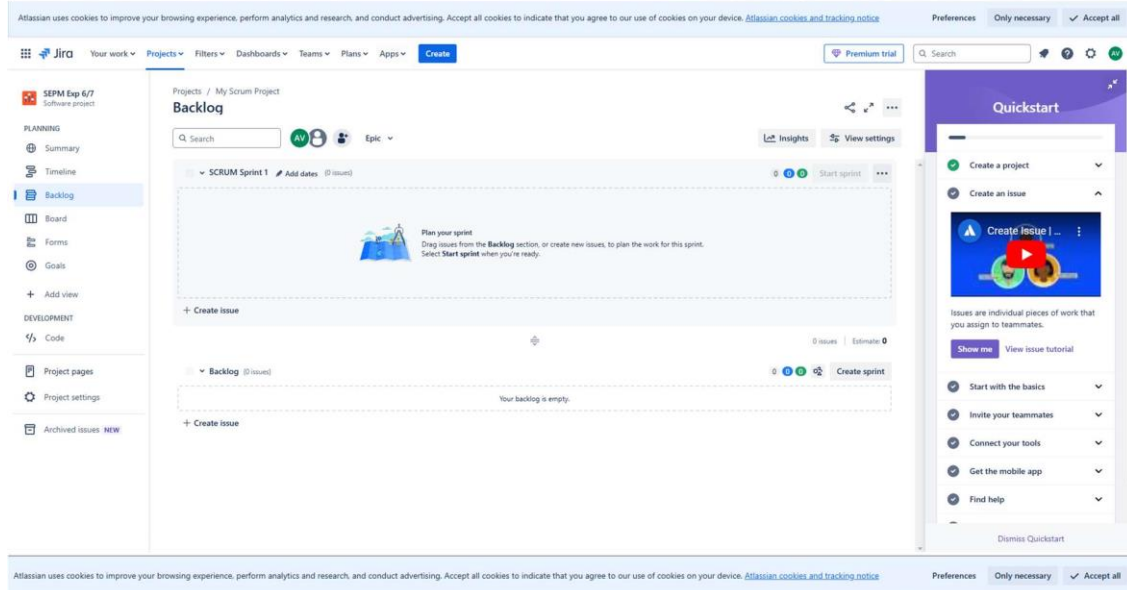 Atlassian uses cookies to improve your browsing experience, perform analytics and research, and conduct advertising. Accept all cookies to indicate that you agree to our use of cookies on your device. Atlassian cookies and tracking notice Preferences Only necessary Accept all
Jira Your work Projects Filters Dashboards Teams Plans Apps Create Premium trial Search AV
SEPM Exp 6/7
Software project
PLANNING
Summary
Timeline
Backlog
Board
Forms
Goals
+ Add view
DEVELOPMENT
Code
Project pages
Project settings
Archived issues NEW
Projects / My Scrum Project
Backlog
Search AV Epic Insights View settings
SCRUM Sprint 1 Add dates (0 issues) 0 0 0 Start sprint
Plan your sprint
Drag issues from the Backlog section, or create new issues, to plan the work for this sprint.
Select Start sprint when you're ready.
+ Create issue
0 issues Estimate: 0
Backlog (0 issues) 0 0 0 Create sprint
Your backlog is empty.
+ Create issue
Quickstart
Create a project
Create an issue
Create Issue | ...
Issues are individual pieces of work that
you assign to teammates.
Show me View issue tutorial
Start with the basics
Invite your teammates
Connect your tools
Get the mobile app
Find help
Dismiss Quickstart
Atlassian uses cookies to improve your browsing experience, perform analytics and research, and conduct advertising. Accept all cookies to indicate that you agree to our use of cookies on your device. Atlassian cookies and tracking notice Preferences Only necessary Accept all